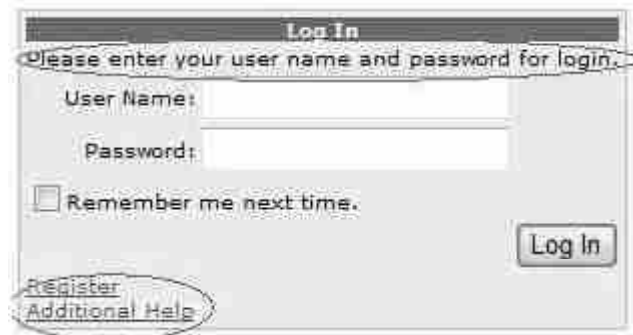 Log In
Please enter your user name and password for login.
User Name:
Password:
Remember me next time.
Log In
Register
Additional Help